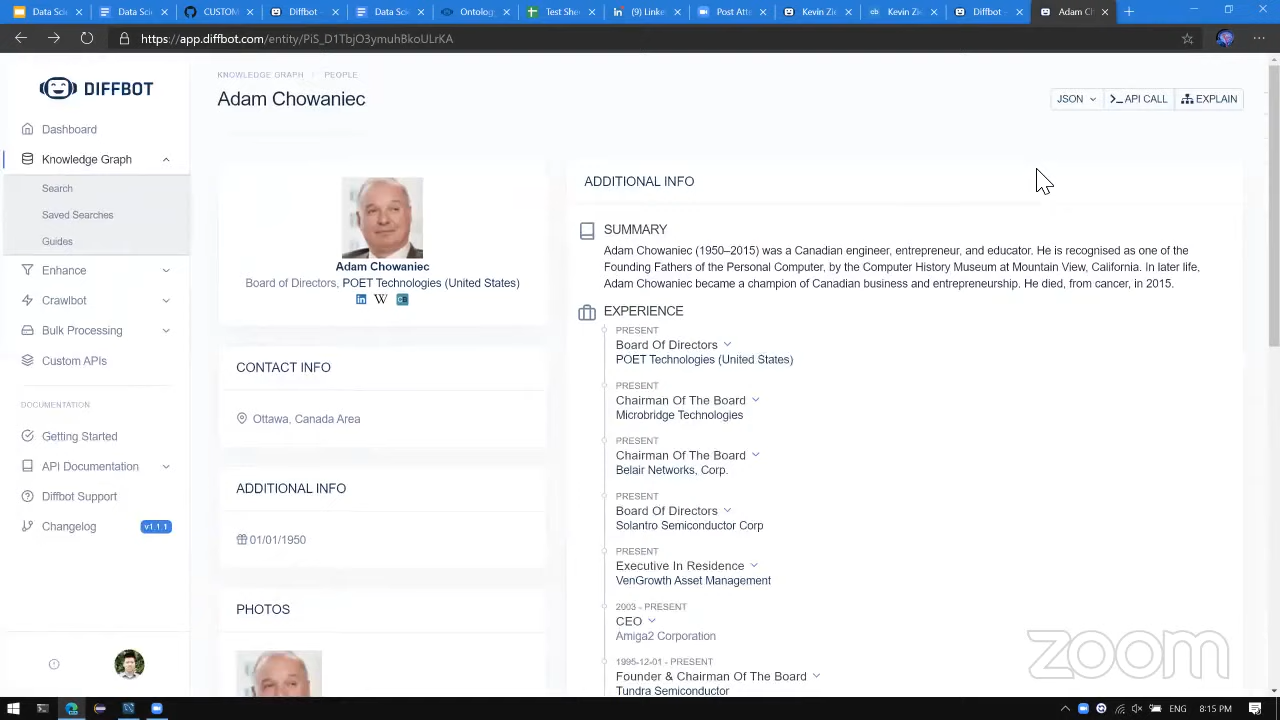 Data Sci
Data Sci
CUSTOM
Diffbot -
Data Sci
Ontology
Test She
(9) Linke
Post Atte
Kevin Zie
Kevin Zie
Diffbot -
Adam Ch
https://app.diffbot.com/entity/PiS_D1TbjO3ymuhBkoULrKA
DIFFBOT
Dashboard
Knowledge Graph
Search
Saved Searches
Guides
Enhance
Crawlbot
Bulk Processing
Custom APIs
DOCUMENTATION
Getting Started
API Documentation
Diffbot Support
Changelog
v1.1.1
KNOWLEDGE GRAPH / PEOPLE
Adam Chowaniec
JSON
API CALL
EXPLAIN
Adam Chowaniec
Board of Directors, POET Technologies (United States)
CONTACT INFO
Ottawa, Canada Area
ADDITIONAL INFO
01/01/1950
PHOTOS
ADDITIONAL INFO
SUMMARY
Adam Chowaniec (1950–2015) was a Canadian engineer, entrepreneur, and educator. He is recognised as one of the
Founding Fathers of the Personal Computer, by the Computer History Museum at Mountain View, California. In later life,
Adam Chowaniec became a champion of Canadian business and entrepreneurship. He died, from cancer, in 2015.
EXPERIENCE
PRESENT
Board Of Directors
POET Technologies (United States)
PRESENT
Chairman Of The Board
Microbridge Technologies
PRESENT
Chairman Of The Board
Belair Networks, Corp.
PRESENT
Board Of Directors
Solantro Semiconductor Corp
PRESENT
Executive In Residence
VenGrowth Asset Management
2003 - PRESENT
CEO
Amiga2 Corporation
1995-12-01 - PRESENT
Founder & Chairman Of The Board
Tundra Semiconductor
zoom
ENG
8:15 PM